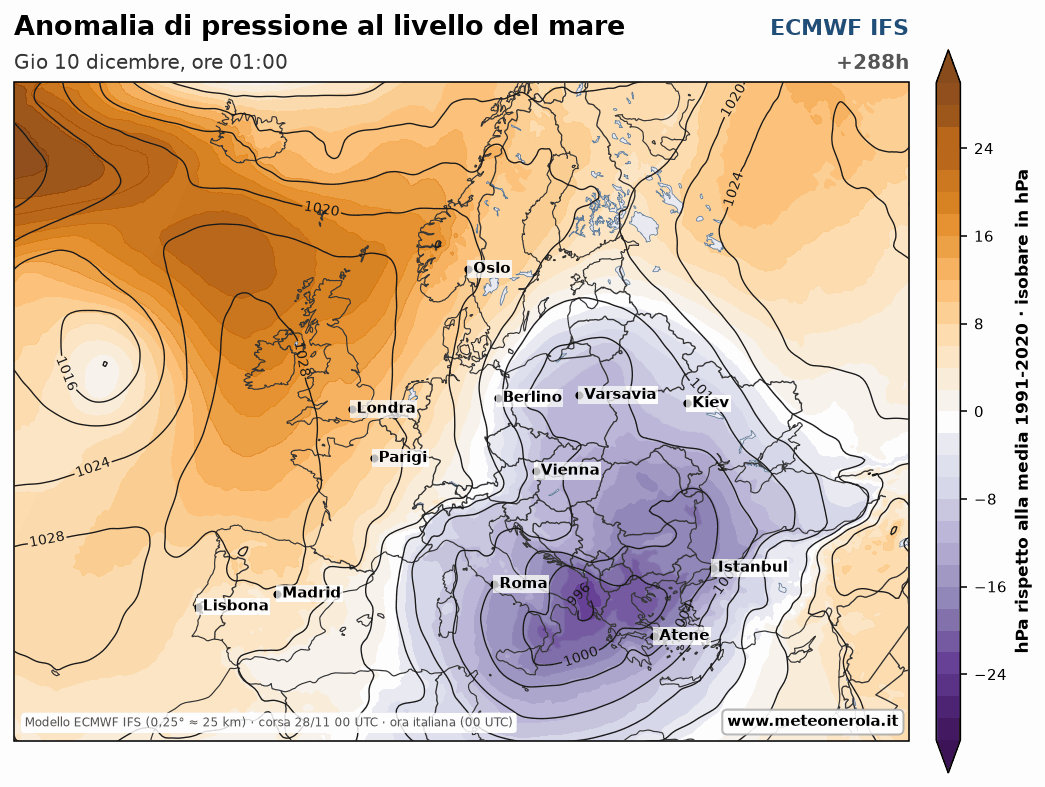 Anomalia di pressione al livello del mare
ECMWF IFS
Gio 10 dicembre, ore 01:00
+288h
1020
1024
1020
Oslo
1016
1028
Londra
Berlino
Varsavia
Kiev
1024
Parigi
Vienna
1028
Istanbul
Roma
Madrid
996
Lisbona
1004
Atene
1000
Modello ECMWF IFS (0,25° ≈ 25 km) · corsa 28/11 00 UTC · ora italiana (00 UTC)
www.meteonerola.it
24
16
8
0
−8
−16
−24
hPa rispetto alla media 1991-2020 · isobare in hPa